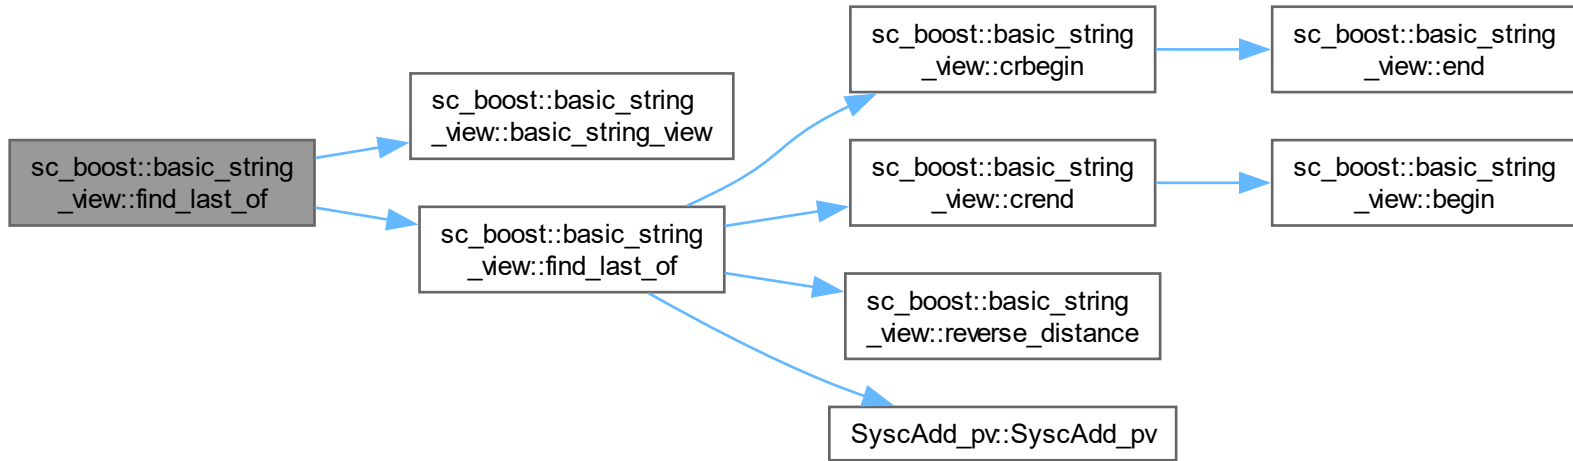 sc_boost::basic_string
_view::find_last_of
sc_boost::basic_string
_view::basic_string_view
sc_boost::basic_string
_view::find_last_of
sc_boost::basic_string
_view::crbegin
sc_boost::basic_string
_view::end
sc_boost::basic_string
_view::crend
sc_boost::basic_string
_view::begin
sc_boost::basic_string
_view::reverse_distance
SyscAdd_pv::SyscAdd_pv